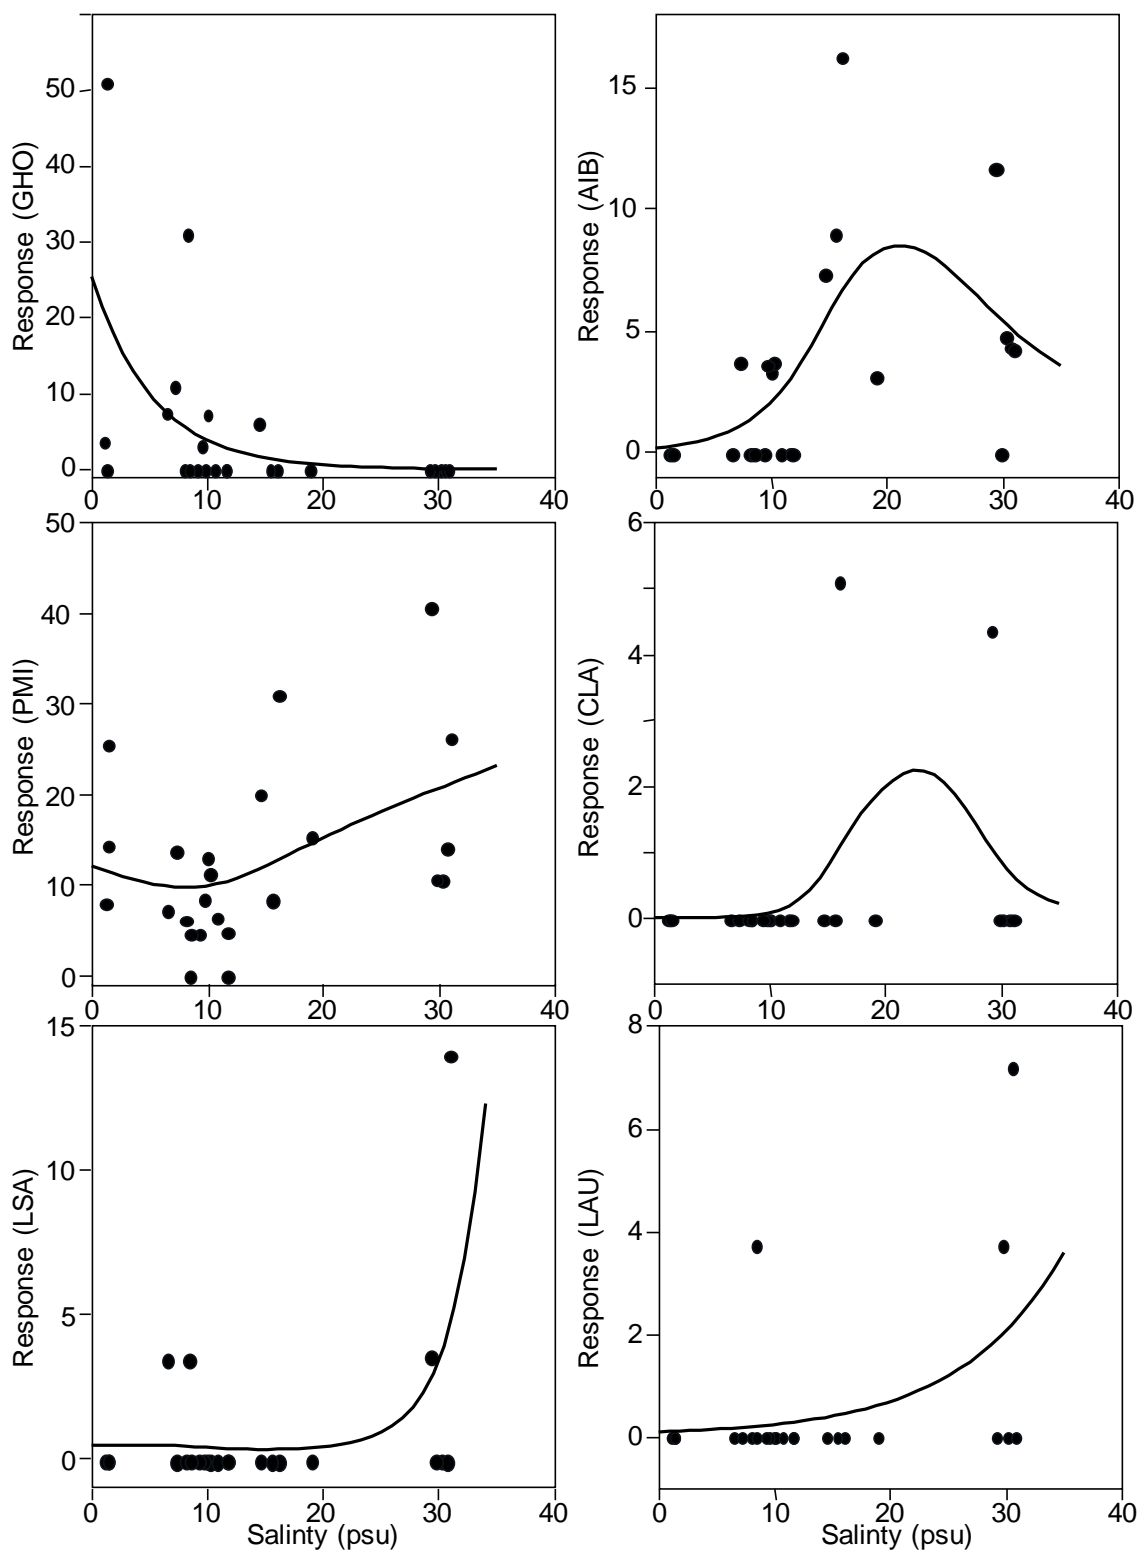 Response (GHO)
50
40
30
20
10
0
0 10 20 30 40
Response (AIB)
15
10
5
0
0 10 20 30 40
Response (PMI)
50
40
30
20
10
0
0 10 20 30 40
Response (CLA)
6
4
2
0
0 10 20 30 40
Response (LSA)
15
10
5
0
0 10 20 30 40
Salinty (psu)
Response (LAU)
8
6
4
2
0
0 10 20 30 40
Salinty (psu)